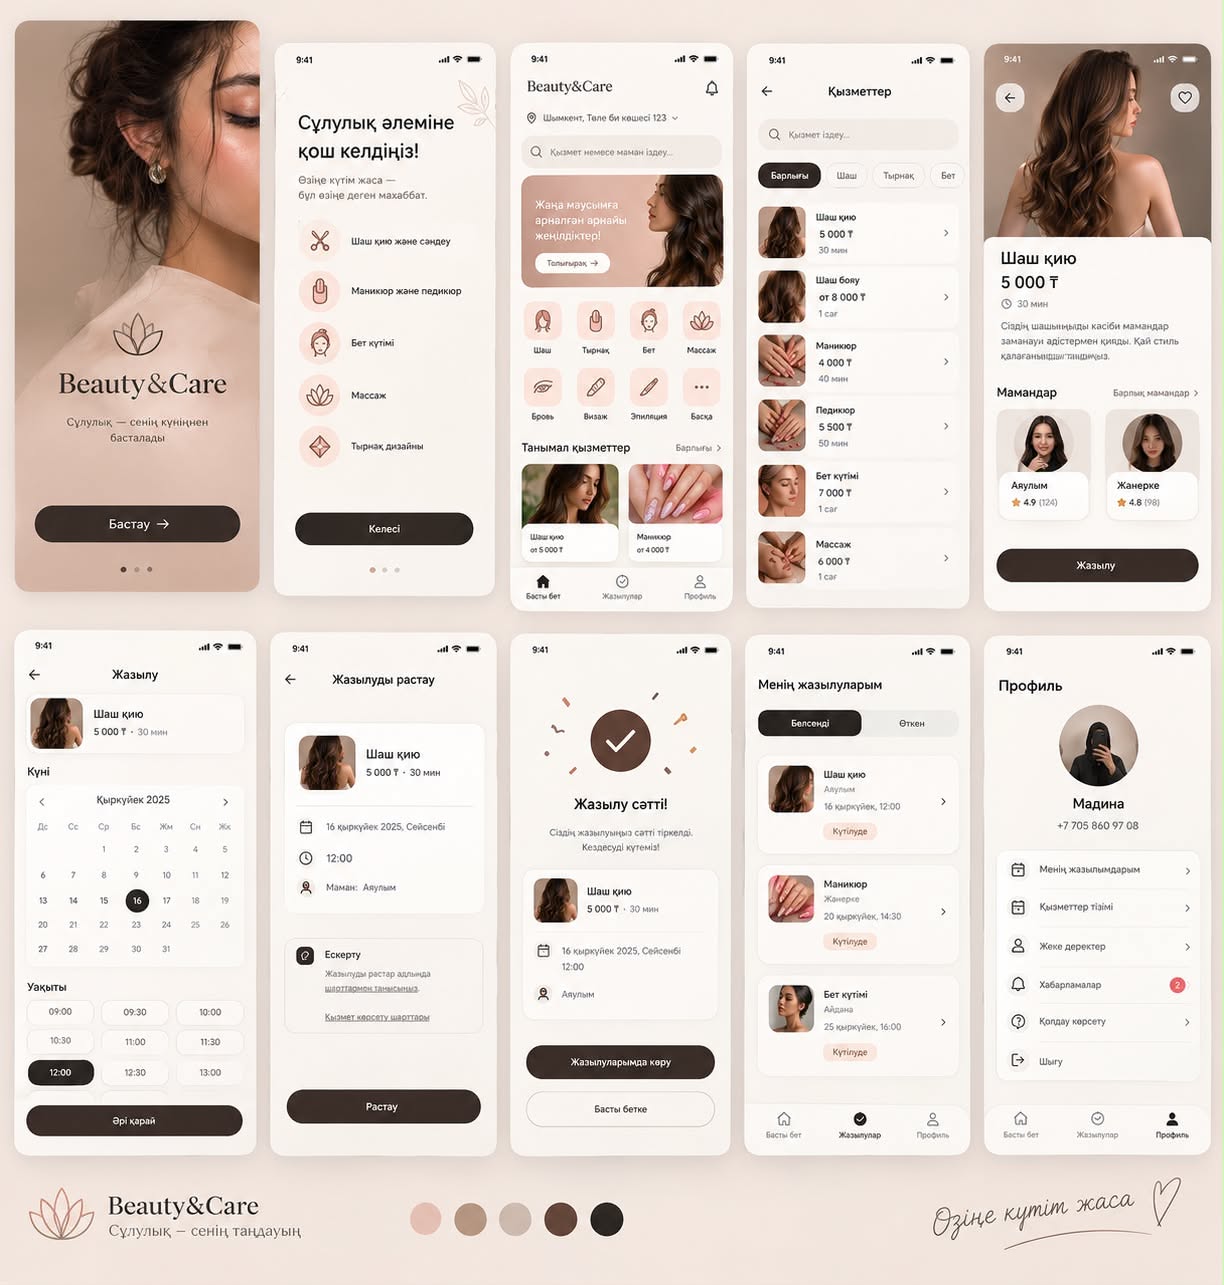 Beauty&Care
Сұлулық — сенің күніңнен
басталады
Бастау →
9:41
Сұлулық әлеміне
қош келдіңіз!
Өзіңе күтім жаса —
бұл өзіңе деген махаббат.
Шаш қию және сәндеу
Маникюр және педикюр
Бет күтімі
Массаж
Тырнақ дизайны
Келесі
9:41
Beauty&Care
Шымкент, Төле би көшесі 123
Қызмет немесе маман іздеу...
Жаңа маусымға
арналған арнайы
жеңілдіктер!
Толығырақ →
Шаш Тырнақ Бет Массаж
Бровь Визаж Эпиляция Басқа
Танымал қызметтер Барлығы
Шаш қию
от 5 000 ₸
Маникюр
от 4 000 ₸
Басты бет Жазылулар Профиль
9:41
Қызметтер
Қызмет іздеу...
Барлығы Шаш Тырнақ Бет
Шаш қию
5 000 ₸
30 мин
Шаш бояу
от 8 000 ₸
1 сағ
Маникюр
4 000 ₸
40 мин
Педикюр
5 500 ₸
50 мин
Бет күтімі
7 000 ₸
1 сағ
Массаж
6 000 ₸
1 сағ
9:41
Шаш қию
5 000 ₸
30 мин
Сіздің шашыңызды кәсіби мамандар
заманауи әдістермен қияды. Қай стиль
Мамандар Барлық мамандар
Аяулым
4.9 (124)
Жанерке
4.8 (98)
Жазылу
9:41
Жазылу
Шаш қию
5 000 ₸ · 30 мин
Күні
Қыркүйек 2025
Дс Сс Ср Бс Жм Сн Жк
1 2 3 4 5
6 7 8 9 10 11 12
13 14 15 16 17 18 19
20 21 22 23 24 25 26
27 28 29 30 31
Уақыты
09:00 09:30 10:00
10:30 11:00 11:30
12:00 12:30 13:00
Әрі қарай
9:41
Жазылуды растау
Шаш қию
5 000 ₸ · 30 мин
16 қыркүйек 2025, Сейсенбі
12:00
Маман: Аяулым
Ескерту
Жазылуды растар алдында
шарттармен танысыңыз.
Қызмет көрсету шарттары
Растау
9:41
Жазылу сәтті!
Сіздің жазылуыңыз сәтті тіркелді.
Кездесуді күтеміз!
Шаш қию
5 000 ₸ · 30 мин
16 қыркүйек 2025, Сейсенбі
12:00
Аяулым
Жазылуларымда көру
Басты бетке
9:41
Менің жазылуларым
Белсенді Өткен
Шаш қию
Аяулым
16 қыркүйек, 12:00
Күтілуде
Маникюр
Жанерке
20 қыркүйек, 14:30
Күтілуде
Бет күтімі
Айдана
25 қыркүйек, 16:00
Күтілуде
Басты бет Жазылулар Профиль
9:41
Профиль
Мадина
+7 705 860 97 08
Менің жазылымдарым
Қызметтер тізімі
Жеке деректер
Хабарламалар 2
Қолдау көрсету
Шығу
Басты бет Жазылулар Профиль
Beauty&Care
Сұлулық — сенің таңдауың
Өзіңе күтіт жаса